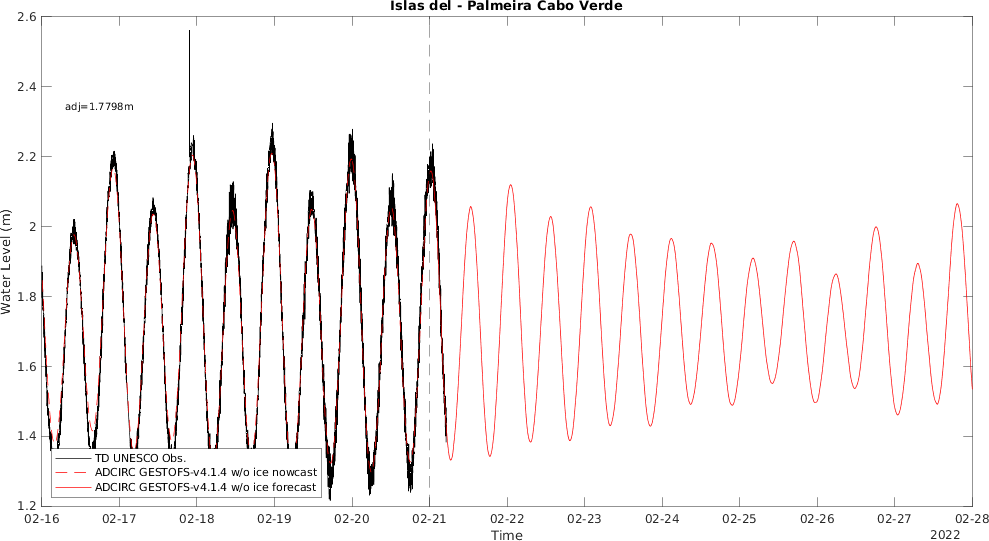 Islas del - Palmeira Cabo Verde
2.6
2.4
2.2
2
1.8
1.6
1.4
1.2
Water Level (m)
adj=1.7798m
TD UNESCO Obs.
ADCIRC GESTOFS-v4.1.4 w/o ice nowcast
ADCIRC GESTOFS-v4.1.4 w/o ice forecast
02-16 02-17 02-18 02-19 02-20 02-21 02-22 02-23 02-24 02-25 02-26 02-27 02-28
Time
2022